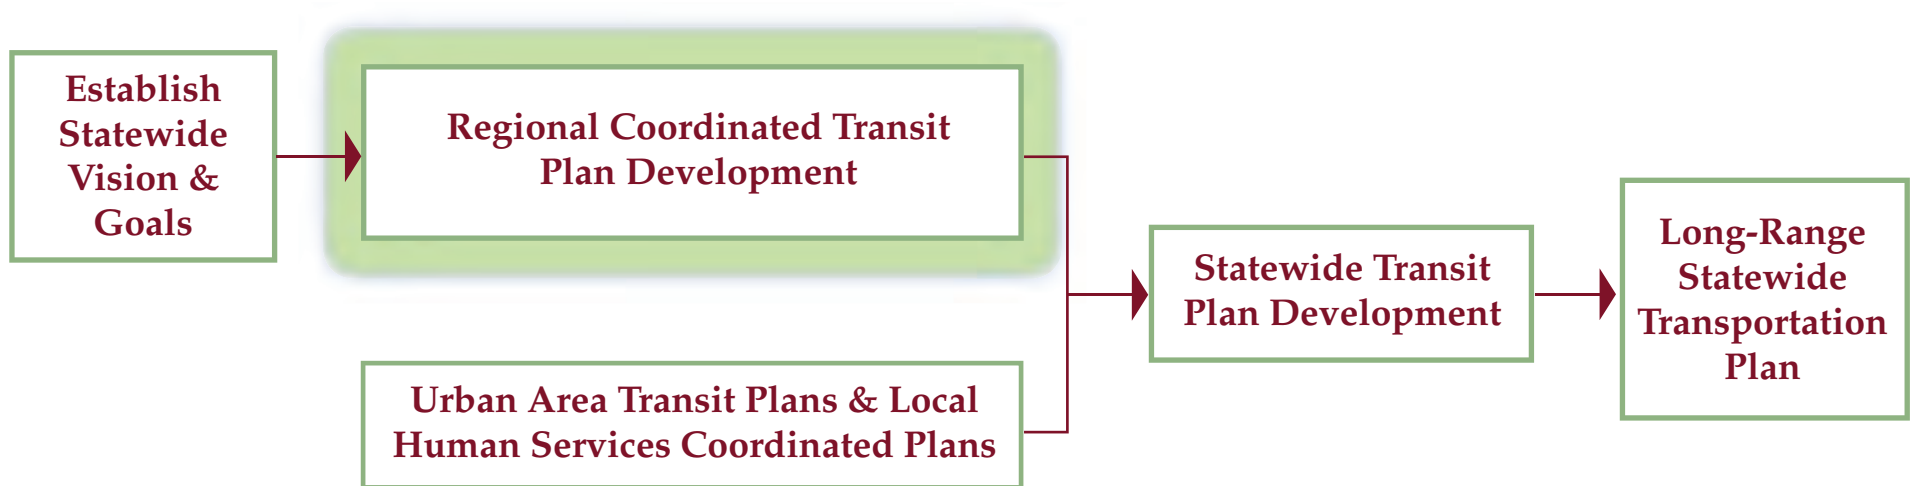 Establish
Statewide
Vision &
Goals
Regional Coordinated Transit
Plan Development
Urban Area Transit Plans & Local
Human Services Coordinated Plans
Statewide Transit
Plan Development
Long-Range
Statewide
Transportation
Plan